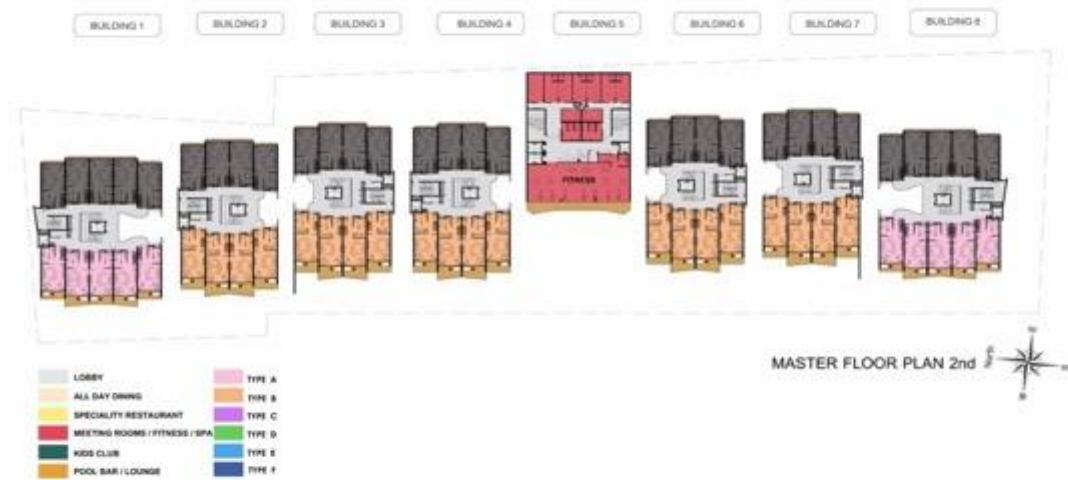 BUILDING 1
BUILDING 2
BUILDING 3
BUILDING 4
BUILDING 5
BUILDING 6
BUILDING 7
BUILDING 8
FITNESS
MASTER FLOOR PLAN 2nd
North
LOBBY
ALL DAY DINING
SPECIALITY RESTAURANT
MEETING ROOMS / FITNESS / SPA
KIDS CLUB
POOL BAR / LOUNGE
TYPE A
TYPE B
TYPE C
TYPE D
TYPE E
TYPE F